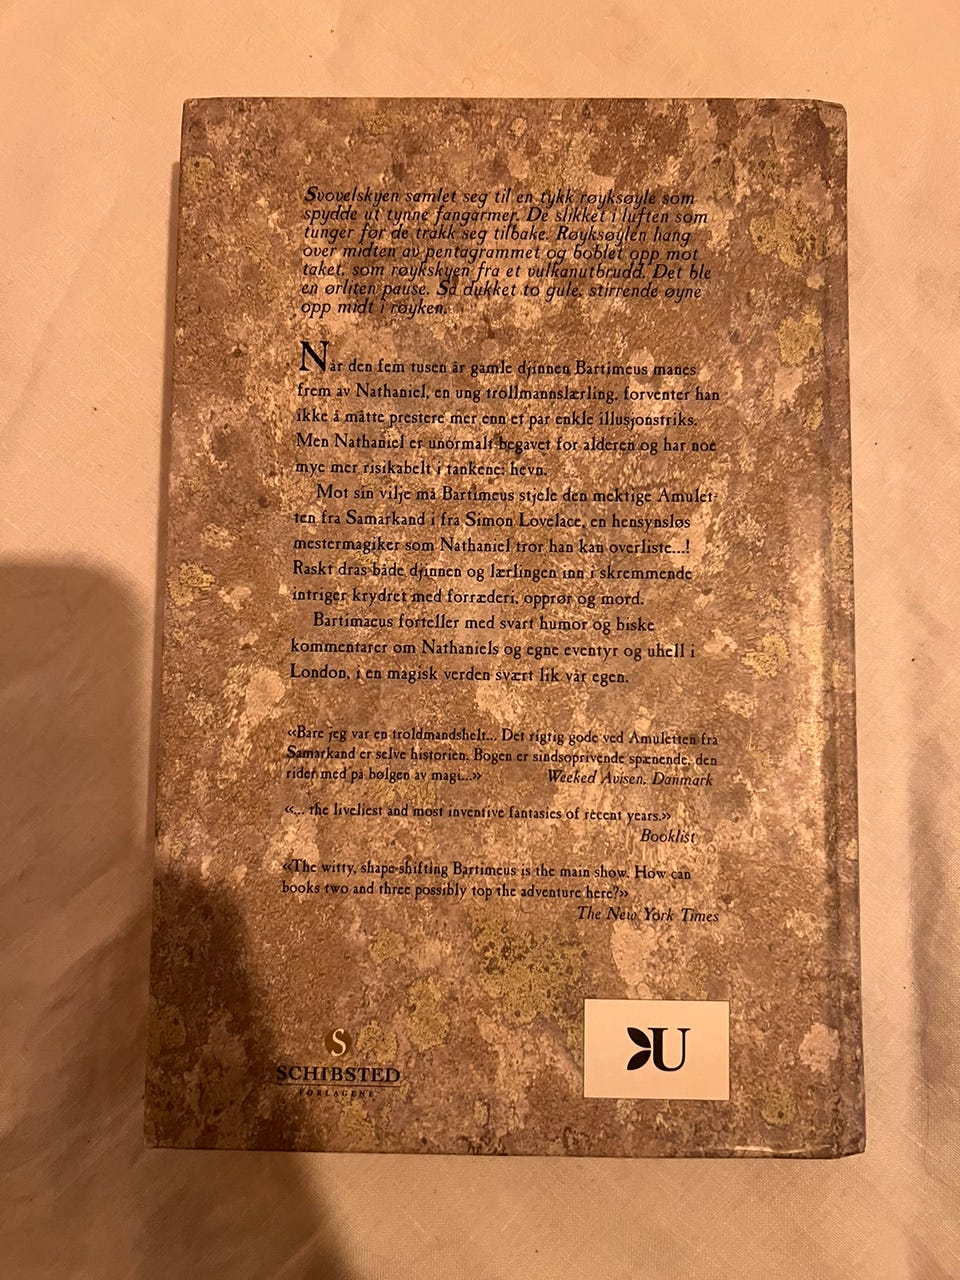 Svovelskyen samlet seg til en tykk røyksøyle som
spydde ut tynne fangarmer. De slikket i luften som
tunger før de trakk seg tilbake. Røyksøylen hang
over midten av pentagrammet og boblet opp mot
taket, som røykskyen fra et vulkanutbrudd. Det ble
en ørliten pause. Så dukket to gule, stirrende øyne
opp midt i røyken.
Når den fem tusen år gamle djinnen Bartimeus manes
frem av Nathaniel, en ung trollmannslærling, forventer han
ikke å måtte prestere mer enn et par enkle illusjonstriks.
Men Nathaniel er unormalt begavet for alderen og har noe
mye mer risikabelt i tankene: hevn.
Mot sin vilje må Bartimeus stjele den mektige Amulet-
ten fra Samarkand i fra Simon Lovelace, en hensynsløs
mestermagiker som Nathaniel tror han kan overliste...!
Raskt dras både djinnen og lærlingen inn i skremmende
intriger krydret med forræderi, opprør og mord.
Bartimaeus forteller med svart humor og biske
kommentarer om Nathaniels og egne eventyr og uhell i
London, i en magisk verden svært lik vår egen.
«Bare jeg var en troldmandshelt... Det rigtig gode ved Amuletten fra
Samarkand er selve historien. Bogen er sindsoprivende spænende, den
rider med på bølgen av magi...» Weeked Avisen, Danmark
«... the liveliest and most inventive fantasies of recent years.»
Booklist
«The witty, shape-shifting Bartimeus is the main show. How can
books two and three possibly top the adventure here?»
The New York Times
S
SCHIBSTED
FORLAGENE
U